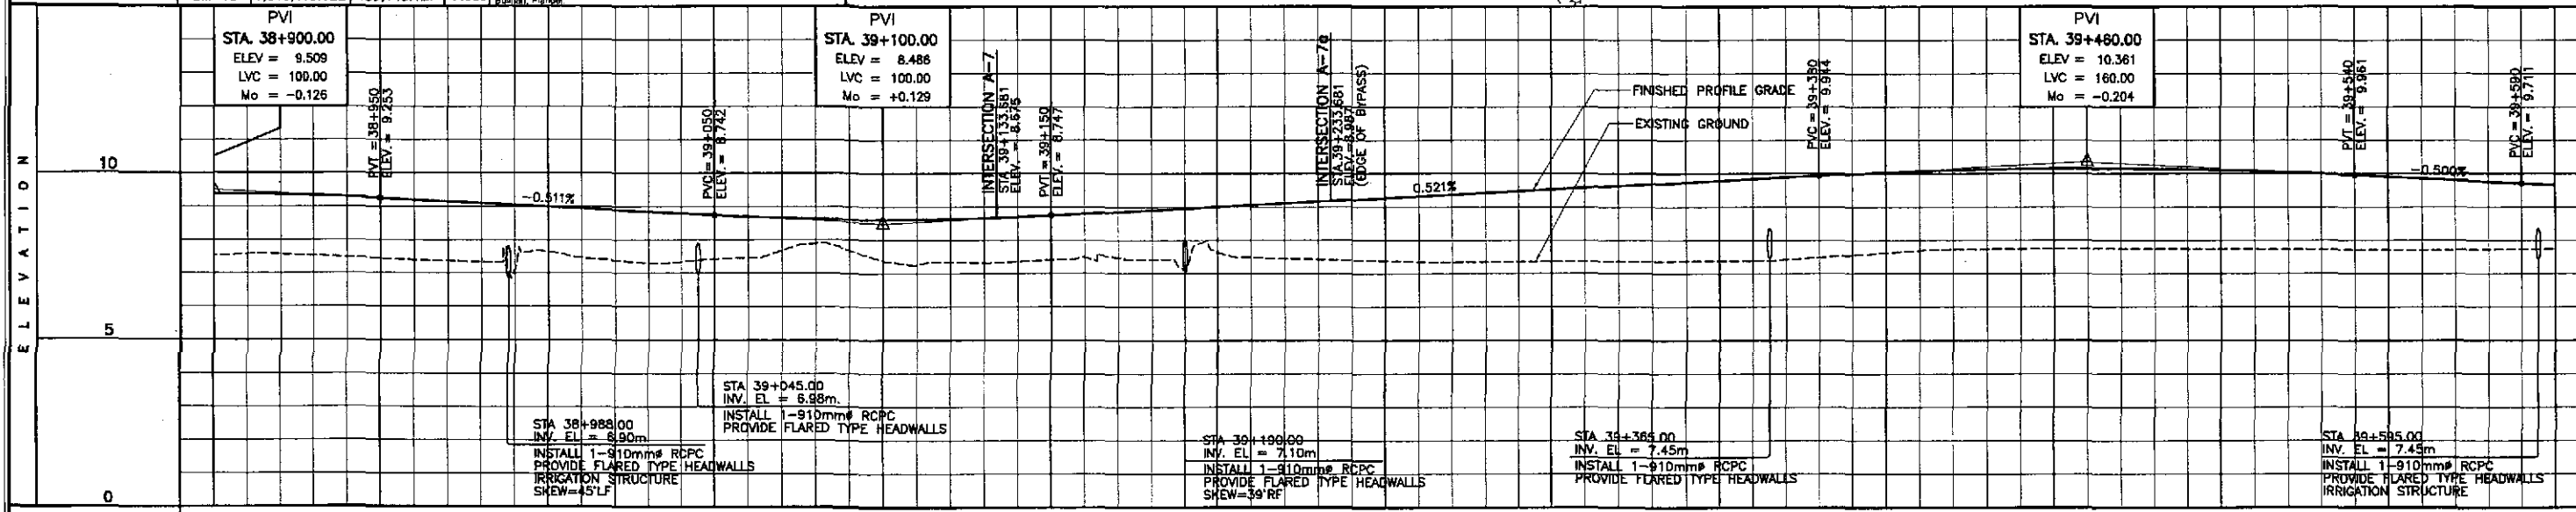 PVI
STA. 38+900.00
ELEV = 9.509
LVC = 100.00
Mo = -0.126
PVT = 38+950
ELEV. = 9.253
-0.511%
PVC = 39+050
ELEV. = 8.742
PVI
STA. 39+100.00
ELEV = 8.486
LVC = 100.00
Mo = +0.129
INTERSECTION A-7
STA. 39+133.681
ELEV. = 8.675
PVT = 39+150
ELEV. = 8.747
INTERSECTION A-7a
STA. 39+233.681
(EDGE OF BYPASS)
0.521%
FINISHED PROFILE GRADE
EXISTING GROUND
PVC = 39+380
ELEV. = 9.944
PVI
STA. 39+460.00
ELEV = 10.361
LVC = 160.00
Mo = -0.204
PVT = 39+540
ELEV. = 9.961
-0.500%
PVC = 39+590
ELEV. = 9.711
ELEVATION
10
5
0
STA 38+988.00
INV. EL = 6.90m
INSTALL 1-910mmø RCPC
PROVIDE FLARED TYPE HEADWALLS
IRRIGATION STRUCTURE
SKEW=45°LF
STA 39+045.00
INV. EL = 6.98m.
INSTALL 1-910mmø RCPC
PROVIDE FLARED TYPE HEADWALLS
STA 39+190.00
INV. EL = 7.10m
INSTALL 1-910mmø RCPC
PROVIDE FLARED TYPE HEADWALLS
SKEW=39°RF
STA 39+365.00
INV. EL = 7.45m
INSTALL 1-910mmø RCPC
PROVIDE FLARED TYPE HEADWALLS
STA 39+595.00
INV. EL = 7.45m
INSTALL 1-910mmø RCPC
PROVIDE FLARED TYPE HEADWALLS
IRRIGATION STRUCTURE